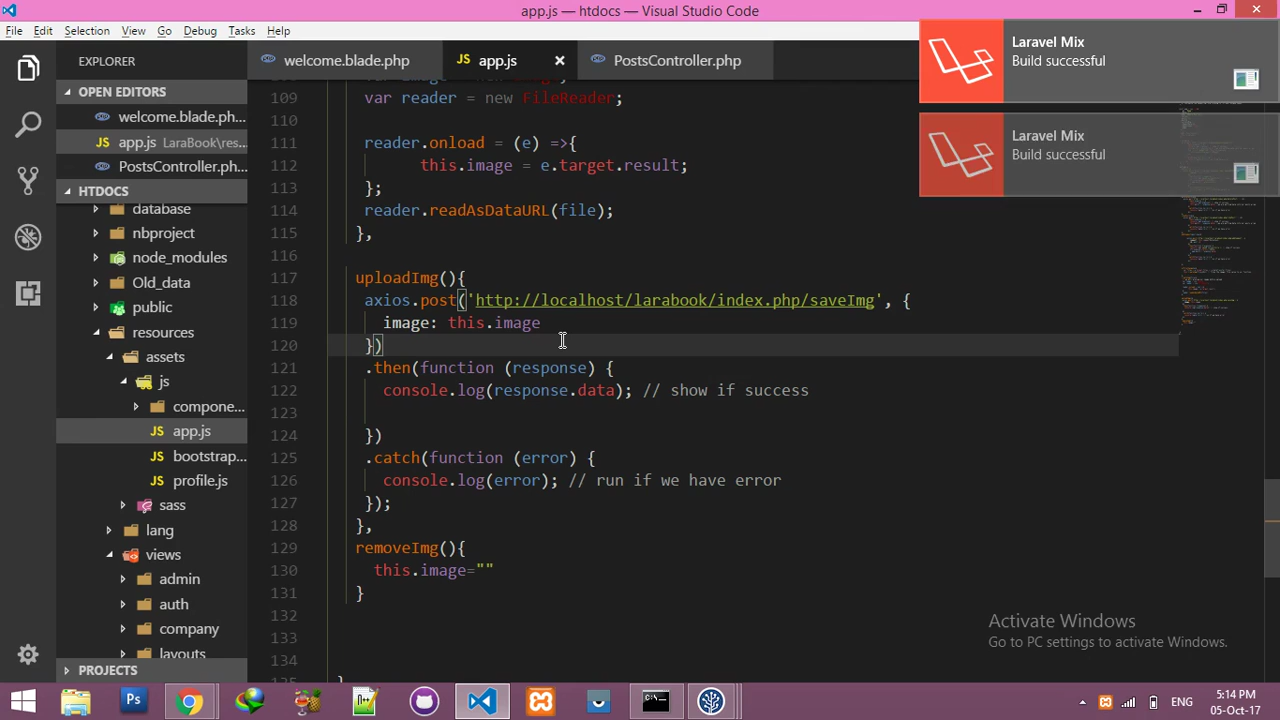 app.js — htdocs — Visual Studio Code
File Edit Selection View Go Debug Tasks Help
EXPLORER
OPEN EDITORS
welcome.blade.ph...
app.js LaraBook\res...
PostsController.ph...
HTDOCS
database
nbproject
node_modules
Old_data
public
resources
assets
js
compone...
app.js
bootstrap...
profile.js
sass
lang
views
admin
auth
company
layouts
PROJECTS
welcome.blade.php
JS app.js ×
PostsController.php
109 var reader = new FileReader;
110
111 reader.onload = (e) =>{
112 this.image = e.target.result;
113 };
114 reader.readAsDataURL(file);
115 },
116
117 uploadImg(){
118 axios.post('http://localhost/larabook/index.php/saveImg', {
119 image: this.image
120 })
121 .then(function (response) {
122 console.log(response.data); // show if success
123
124 })
125 .catch(function (error) {
126 console.log(error); // run if we have error
127 });
128 },
129 removeImg(){
130 this.image=""
131 }
132
133
134
Laravel Mix
Build successful
Laravel Mix
Build successful
Activate Windows
Go to PC settings to activate Windows.
ENG
5:14 PM
05-Oct-17